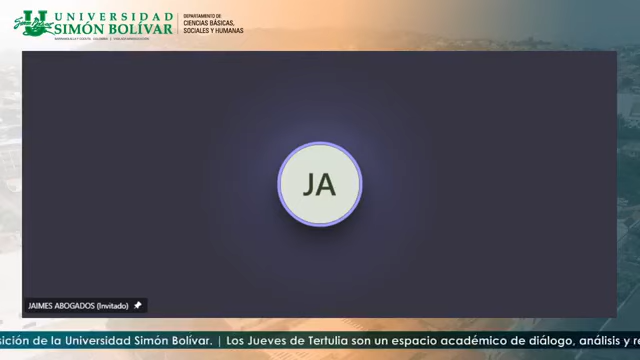 UNIVERSIDAD
SIMÓN BOLÍVAR
DEPARTAMENTO DE
CIENCIAS BÁSICAS,
SOCIALES Y HUMANAS
JA
JAIMES ABOGADOS (Invitado)
sición de la Universidad Simón Bolívar. | Los Jueves de Tertulia son un espacio académico de diálogo, análisis y r